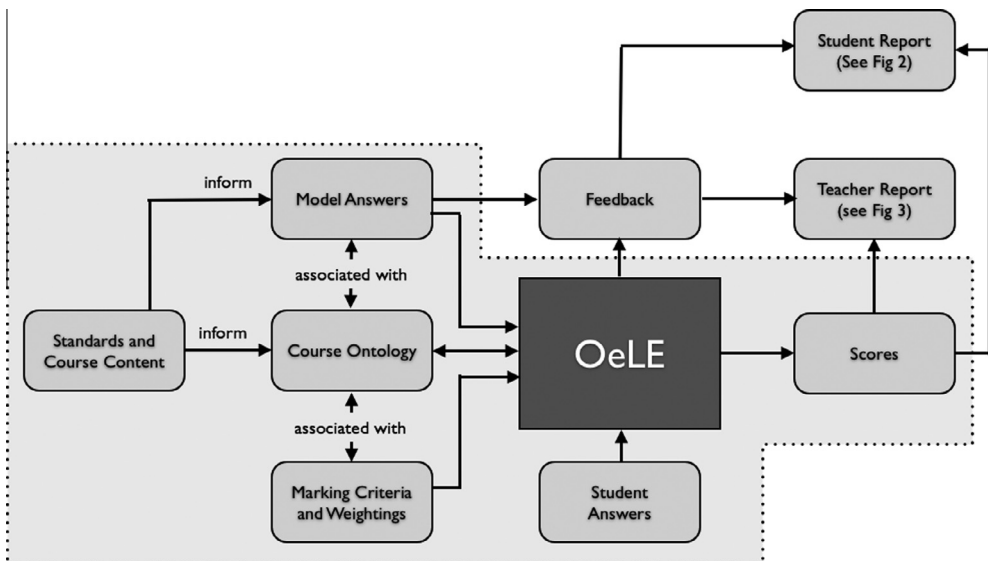 Student Report
(See Fig 2)
inform
Model Answers
Feedback
Teacher Report
(see Fig 3)
associated with
Standards and
Course Content
inform
Course Ontology
OeLE
Scores
associated with
Marking Criteria
and Weightings
Student
Answers